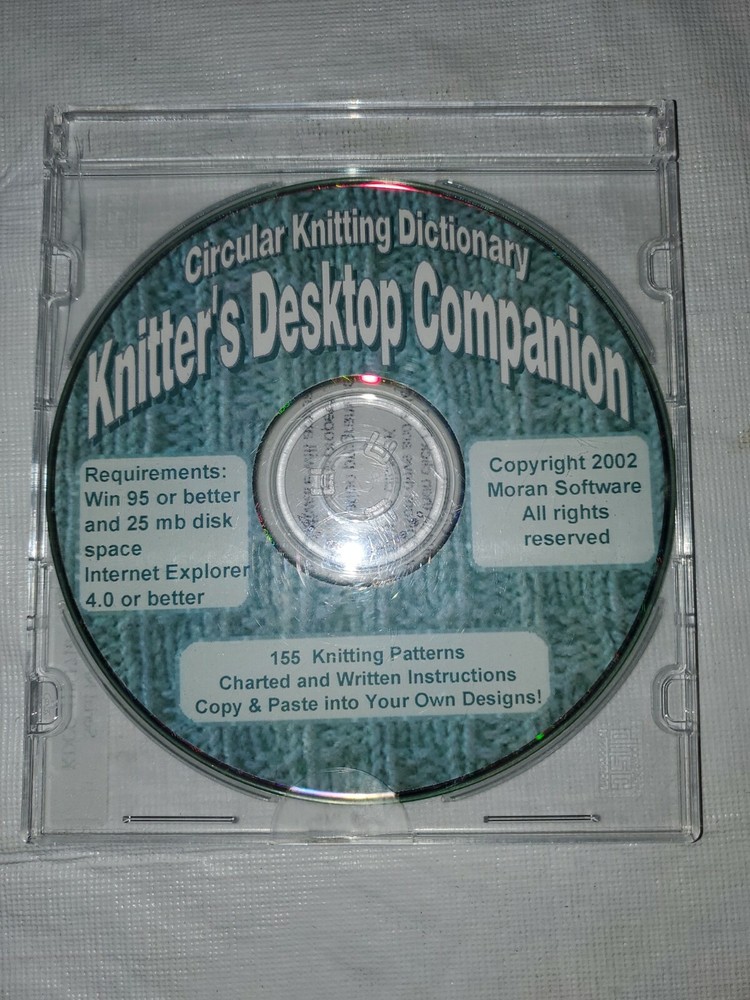 Circular Knitting Dictionary
Knitter's Desktop Companion
Requirements:
Win 95 or better
and 25 mb disk
space
Internet Explorer
4.0 or better
Copyright 2002
Moran Software
All rights
reserved
155 Knitting Patterns
Charted and Written Instructions
Copy & Paste into Your Own Designs!